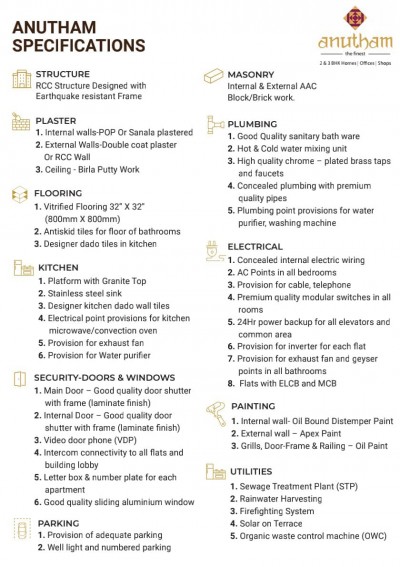 ANUTHAM
SPECIFICATIONS
anutham
the finest
2 & 3 BHK Homes | Offices | Shops
STRUCTURE
RCC Structure Designed with
Earthquake resistant Frame
PLASTER
1. Internal walls-POP Or Sanala plastered
2. External Walls-Double coat plaster
Or RCC Wall
3. Ceiling - Birla Putty Work
FLOORING
1. Vitrified Flooring 32” X 32”
(800mm X 800mm)
2. Antiskid tiles for floor of bathrooms
3. Designer dado tiles in kitchen
KITCHEN
1. Platform with Granite Top
2. Stainless steel sink
3. Designer kitchen dado wall tiles
4. Electrical point provisions for kitchen
microwave/convection oven
5. Provision for exhaust fan
6. Provision for Water purifier
SECURITY-DOORS & WINDOWS
1. Main Door – Good quality door shutter
with frame (laminate finish)
2. Internal Door – Good quality door
shutter with frame (laminate finish)
3. Video door phone (VDP)
4. Intercom connectivity to all flats and
building lobby
5. Letter box & number plate for each
apartment
6. Good quality sliding aluminium window
PARKING
1. Provision of adequate parking
2. Well light and numbered parking
MASONRY
Internal & External AAC
Block/Brick work.
PLUMBING
1. Good Quality sanitary bath ware
2. Hot & Cold water mixing unit
3. High quality chrome – plated brass taps
and faucets
4. Concealed plumbing with premium
quality pipes
5. Plumbing point provisions for water
purifier, washing machine
ELECTRICAL
1. Concealed internal electric wiring
2. AC Points in all bedrooms
3. Provision for cable, telephone
4. Premium quality modular switches in all
rooms
5. 24Hr power backup for all elevators and
common area
6. Provision for inverter for each flat
7. Provision for exhaust fan and geyser
points in all bathrooms
8. Flats with ELCB and MCB
PAINTING
1. Internal wall- Oil Bound Distemper Paint
2. External wall – Apex Paint
3. Grills, Door-Frame & Railing – Oil Paint
UTILITIES
1. Sewage Treatment Plant (STP)
2. Rainwater Harvesting
3. Firefighting System
4. Solar on Terrace
5. Organic waste control machine (OWC)